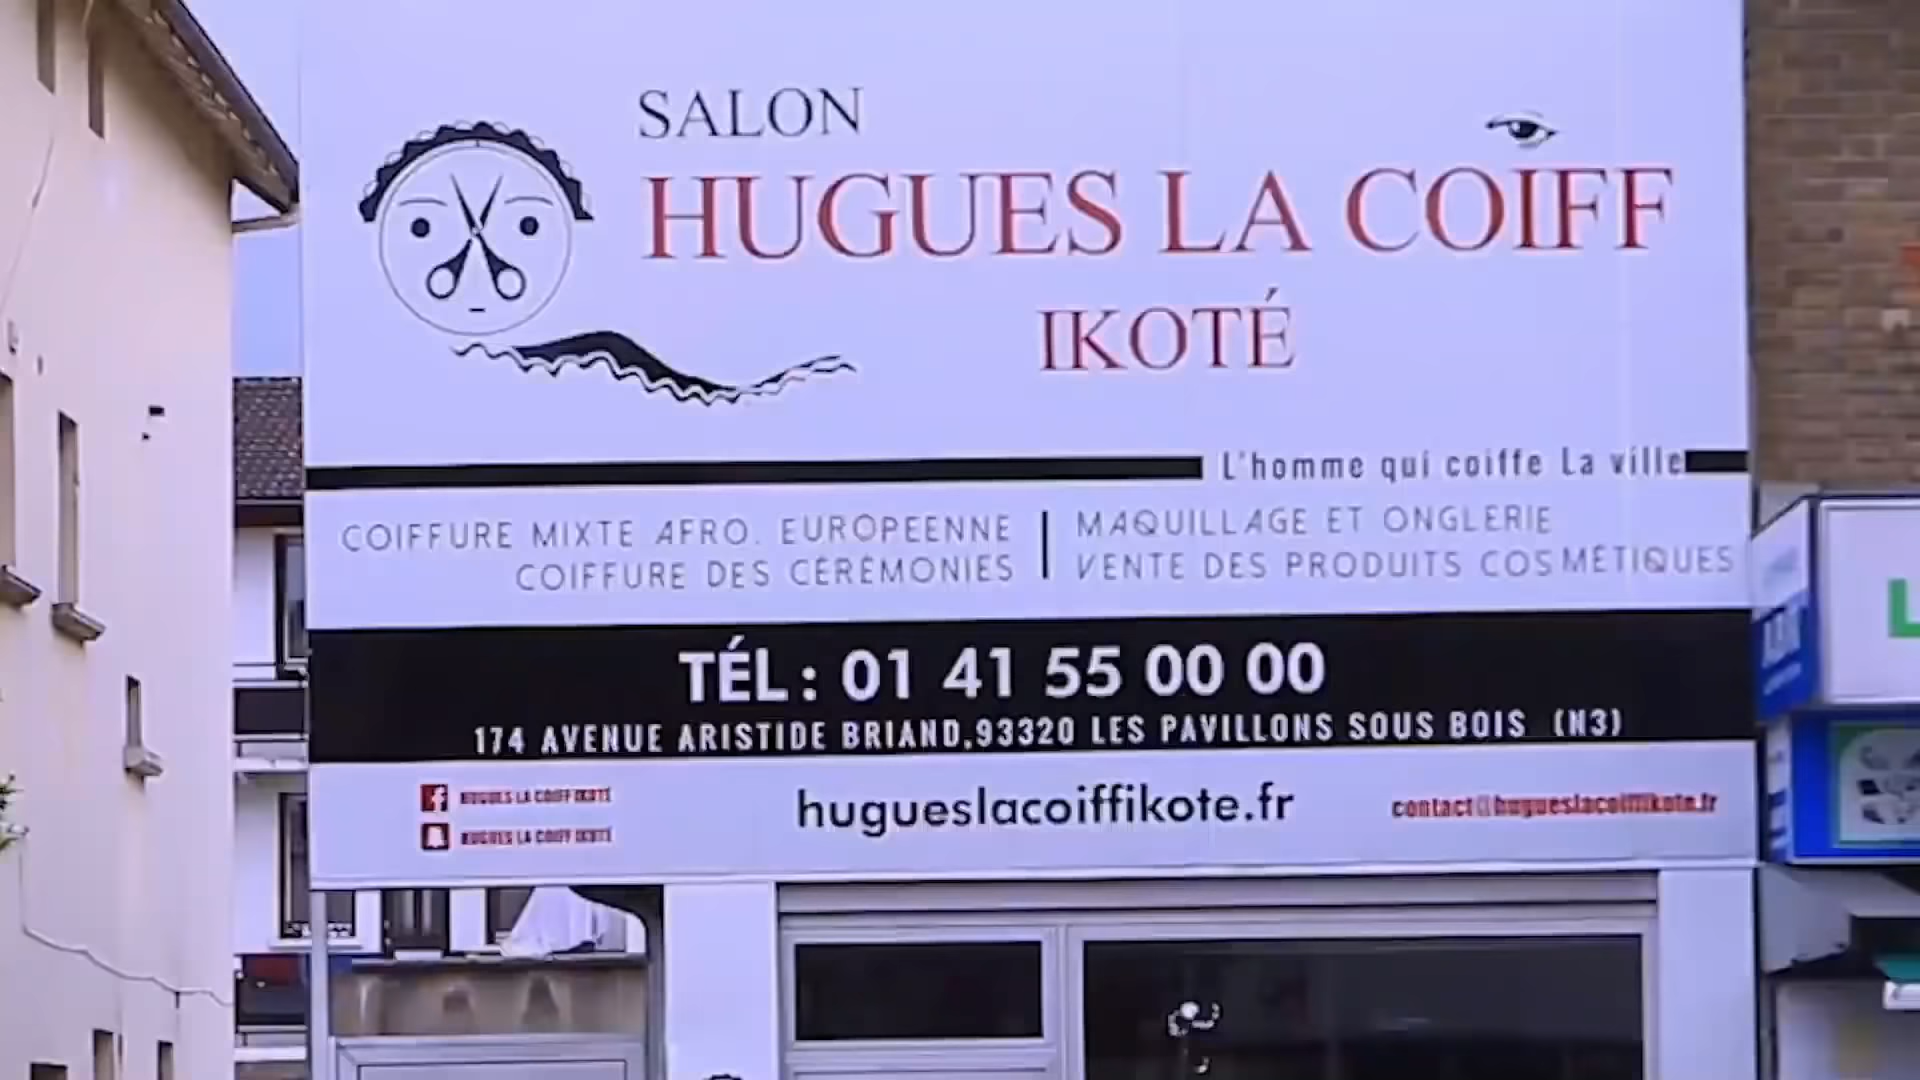 SALON
HUGUES LA COIFF
IKOTÉ
L'homme qui coiffe La ville
COIFFURE MIXTE AFRO. EUROPEENNE
COIFFURE DES CÉRÉMONIES
MAQUILLAGE ET ONGLERIE
VENTE DES PRODUITS COSMÉTIQUES
TÉL : 01 41 55 00 00
174 AVENUE ARISTIDE BRIAND.93320 LES PAVILLONS SOUS BOIS (N3)
HUGUES LA COIFF IKOTÉ
HUGUES LA COIFF IKOTÉ
hugueslacoiffikote.fr
contact@hugueslacoiffikote.fr